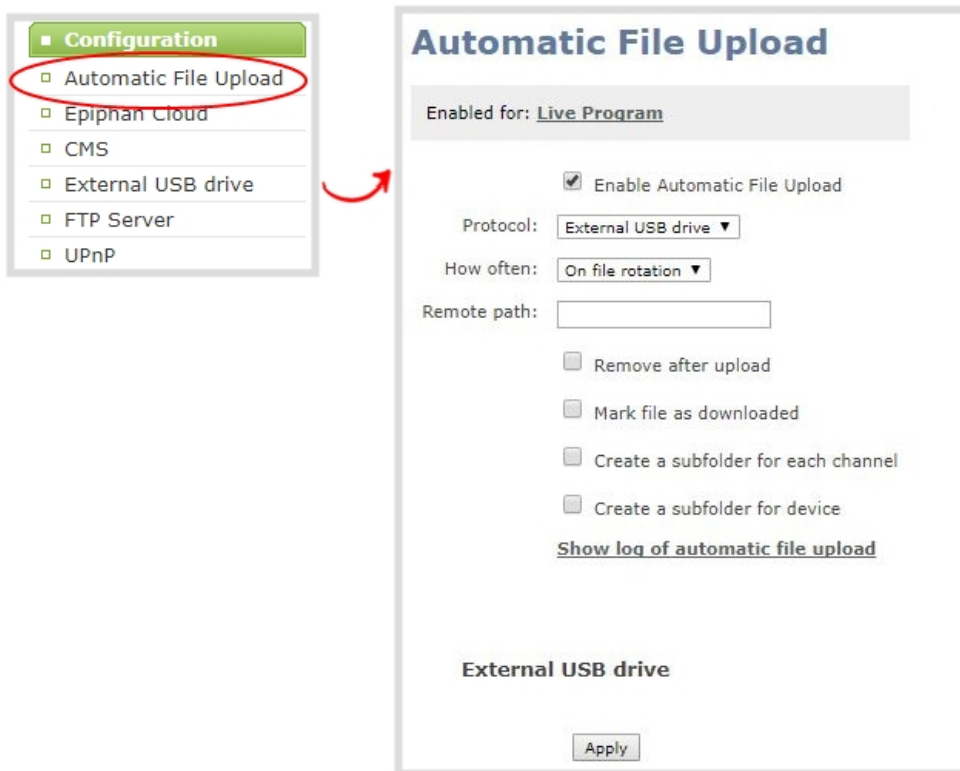 Configuration
Automatic File Upload
Epiphan Cloud
CMS
External USB drive
FTP Server
UPnP
Automatic File Upload
Enabled for: Live Program
Enable Automatic File Upload
Protocol: External USB drive
How often: On file rotation
Remote path:
Remove after upload
Mark file as downloaded
Create a subfolder for each channel
Create a subfolder for device
Show log of automatic file upload
External USB drive
Apply